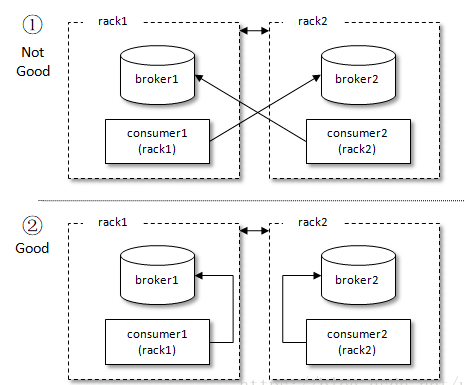 ① rack1 rack2
Not
Good
broker1 broker2
consumer1 consumer2
(rack1) (rack2)
② rack1 rack2
Good
broker1 broker2
consumer1 consumer2
(rack1) (rack2)